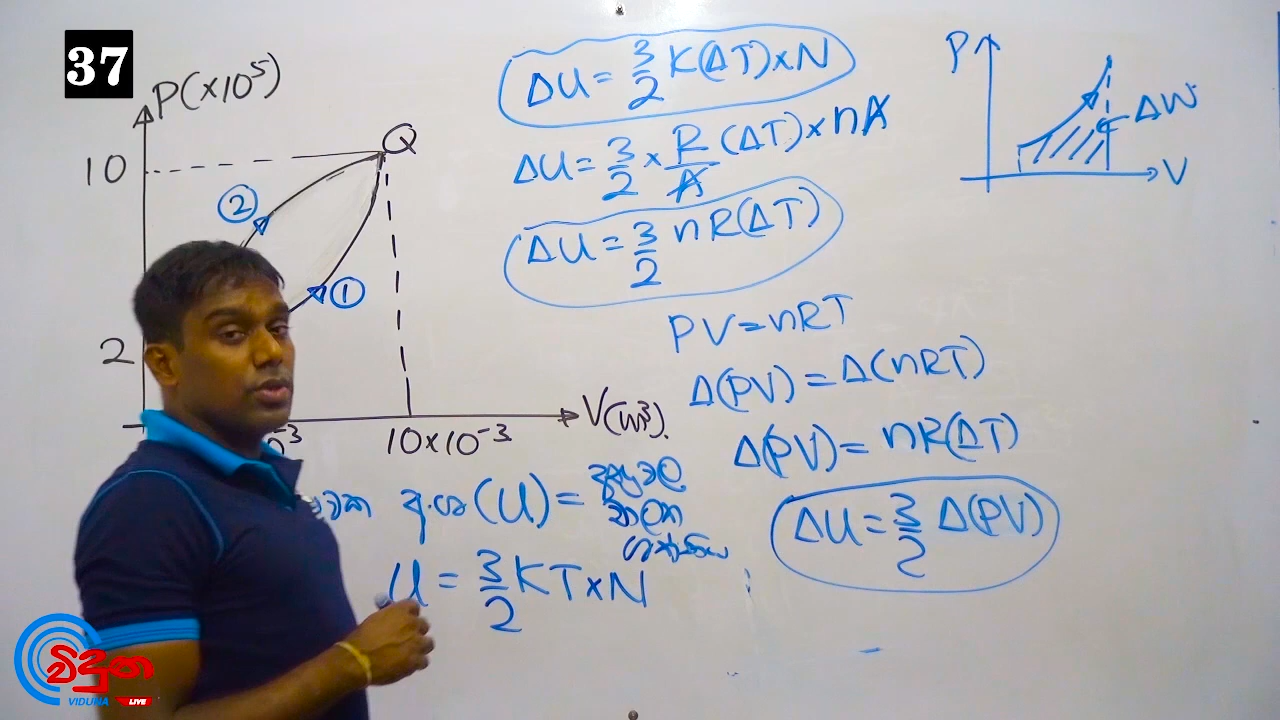 37
P(×10⁵)
10
Q
②
①
2
V(m³).
10×10⁻³
(U) =
U = 3/2 KT×N
ΔU = 3/2 K(ΔT)×N
ΔU = 3/2 × R/A (ΔT)×nA
ΔU = 3/2 nR(ΔT)
PV = nRT
Δ(PV) = Δ(nRT)
Δ(PV) = nR(ΔT)
ΔU = 3/2 Δ(PV)
P
ΔW
V
විදුන
VIDUNA LIVE